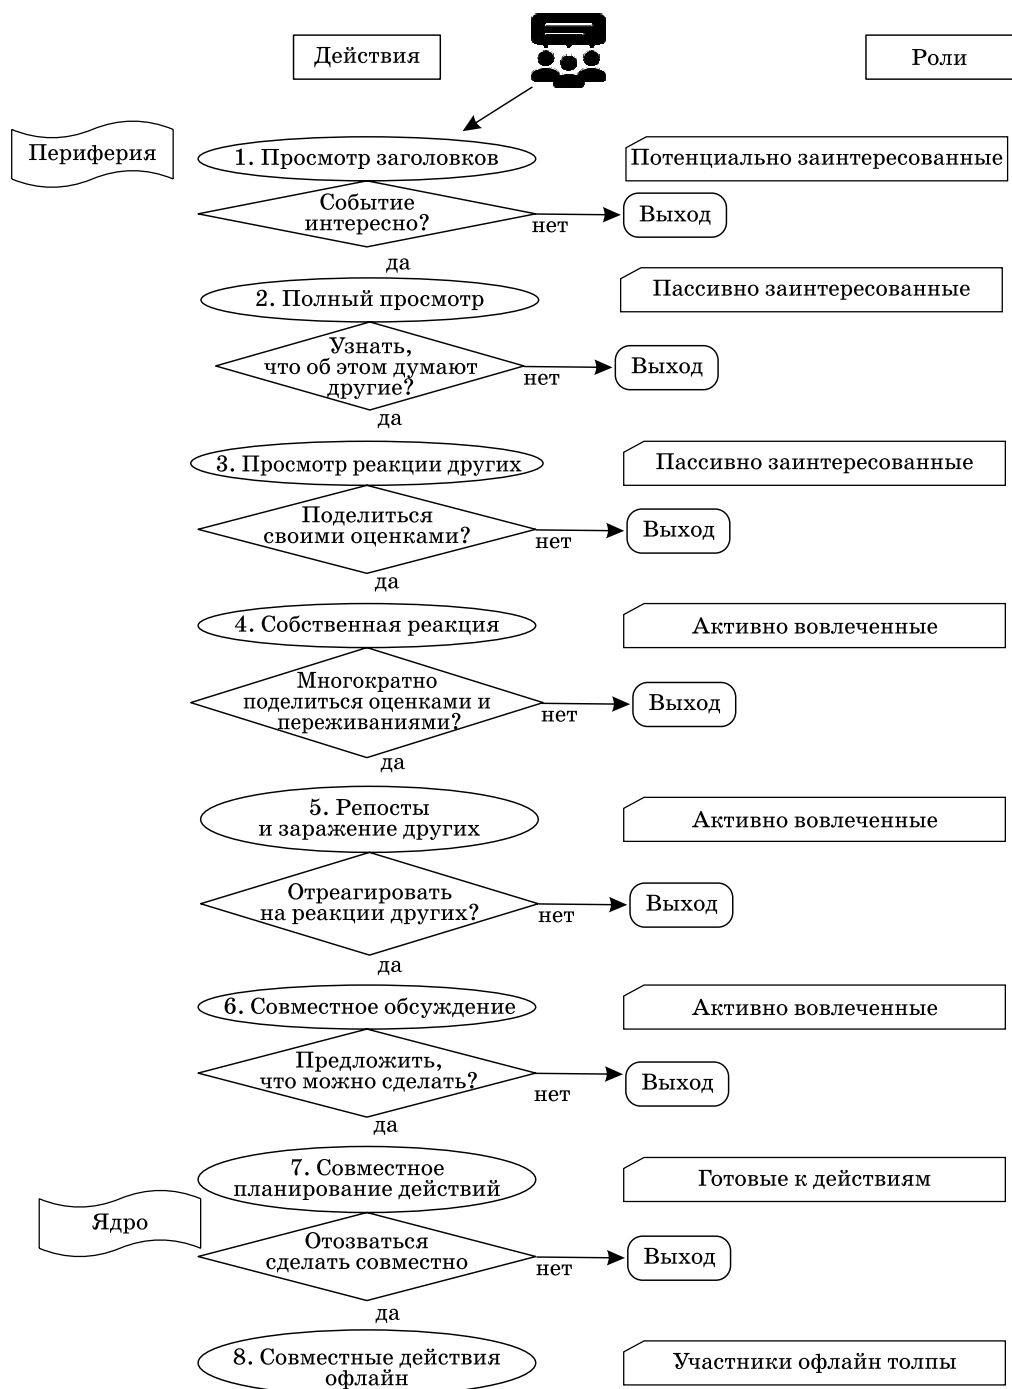 Действия
Роли
Периферия
1. Просмотр заголовков
Потенциально заинтересованные
Событие
интересно?
нет
Выход
да
2. Полный просмотр
Пассивно заинтересованные
Узнать,
что об этом думают
другие?
нет
Выход
да
3. Просмотр реакции других
Пассивно заинтересованные
Поделиться
своими оценками?
нет
Выход
да
4. Собственная реакция
Активно вовлеченные
Многократно
поделиться оценками и
переживаниями?
нет
Выход
да
5. Репосты
и заражение других
Активно вовлеченные
Отреагировать
на реакции других?
нет
Выход
да
6. Совместное обсуждение
Активно вовлеченные
Предложить,
что можно сделать?
нет
Выход
да
7. Совместное
планирование действий
Готовые к действиям
Ядро
Отозваться
сделать совместно
нет
Выход
да
8. Совместные действия
офлайн
Участники офлайн толпы